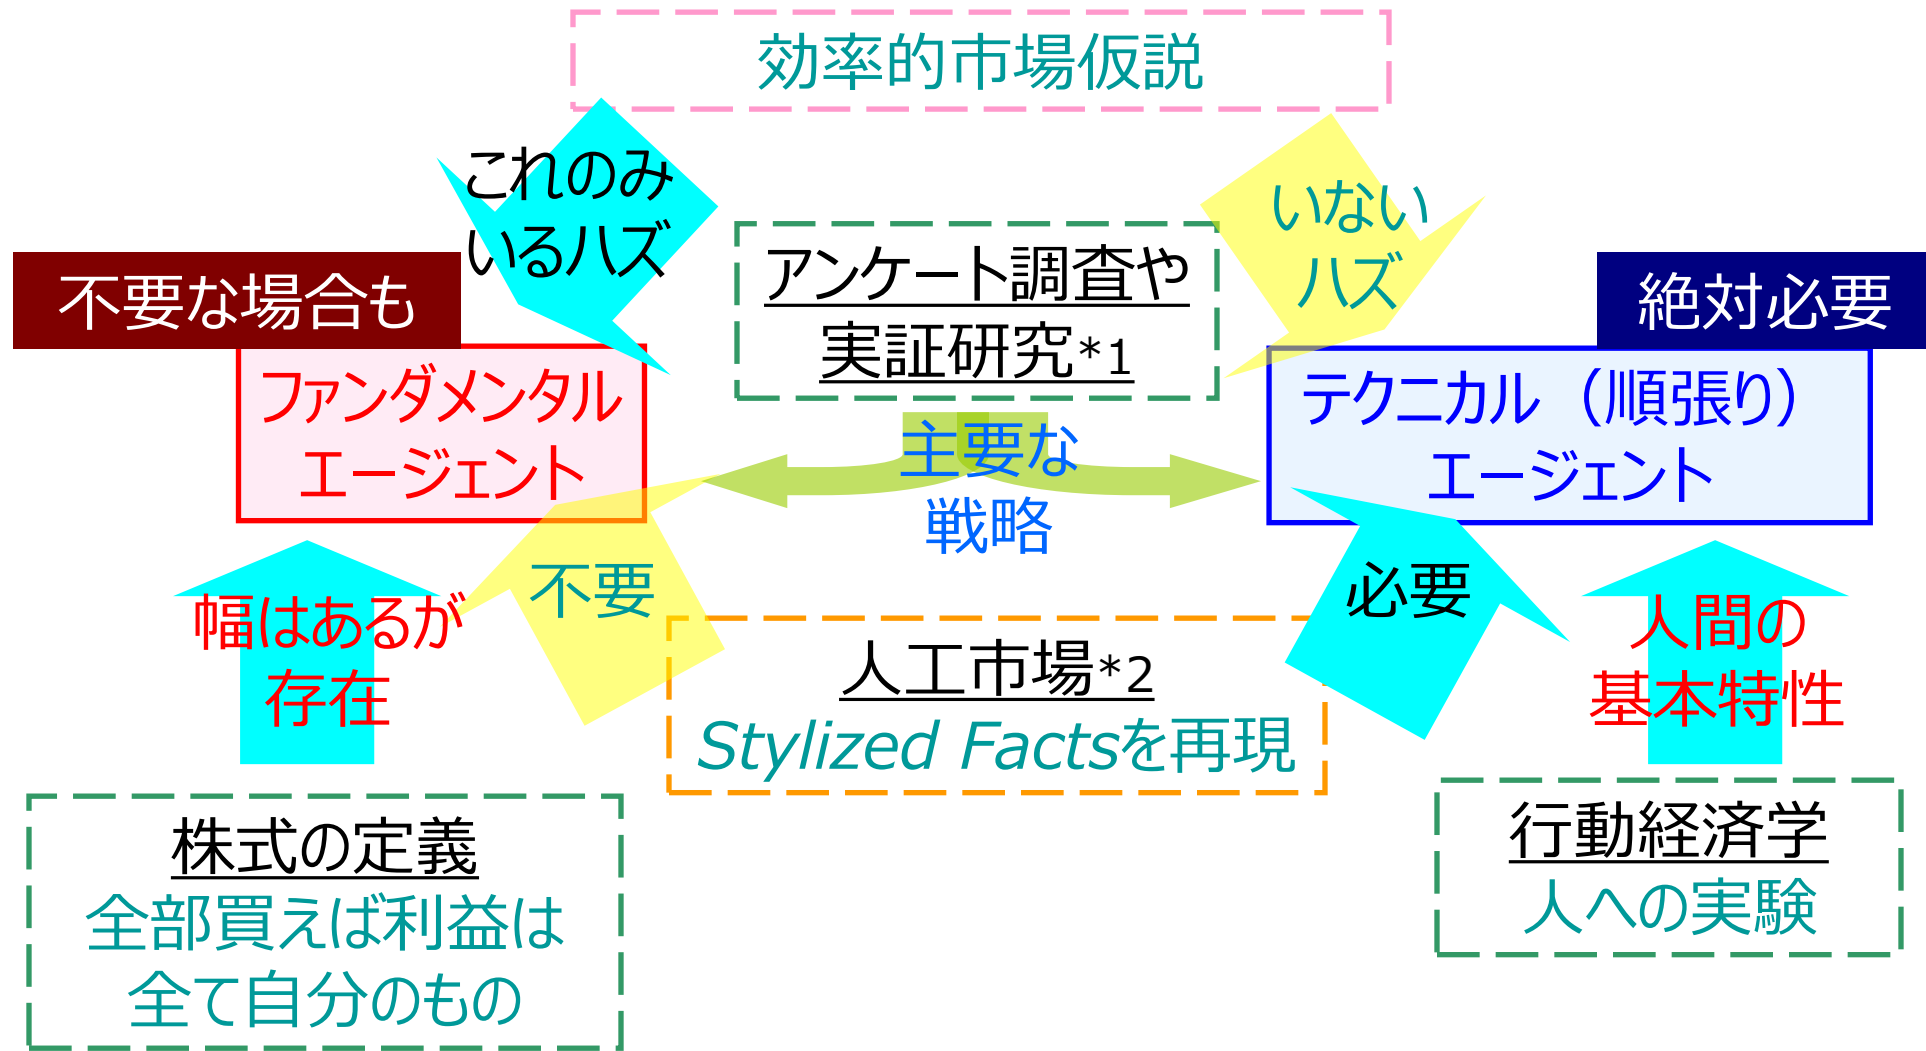 効率的市場仮説
これのみ
いるハズ
いない
ハズ
アンケート調査や
実証研究*1
不要な場合も
絶対必要
ファンダメンタル
エージェント
テクニカル（順張り）
エージェント
主要な
戦略
不要
必要
幅はあるが
存在
人間の
基本特性
人工市場*2
Stylized Factsを再現
株式の定義
全部買えば利益は
全て自分のもの
行動経済学
人への実験